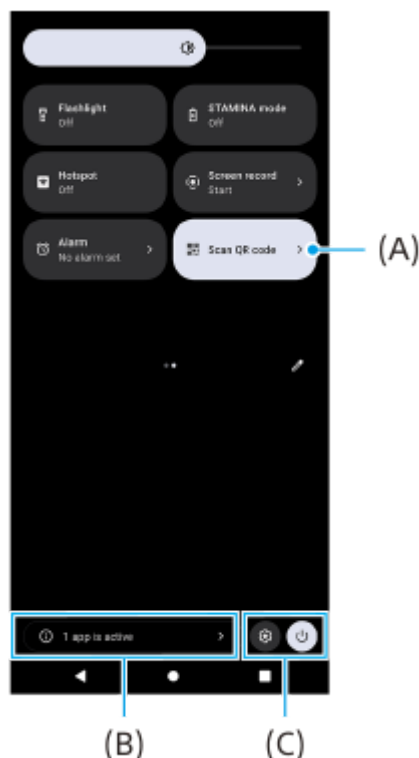 Flashlight
Off
STAMINA mode
Off
Hotspot
Off
Screen record
Start
Alarm
No alarm set
Scan QR code
(A)
1 app is active
(B)
(C)